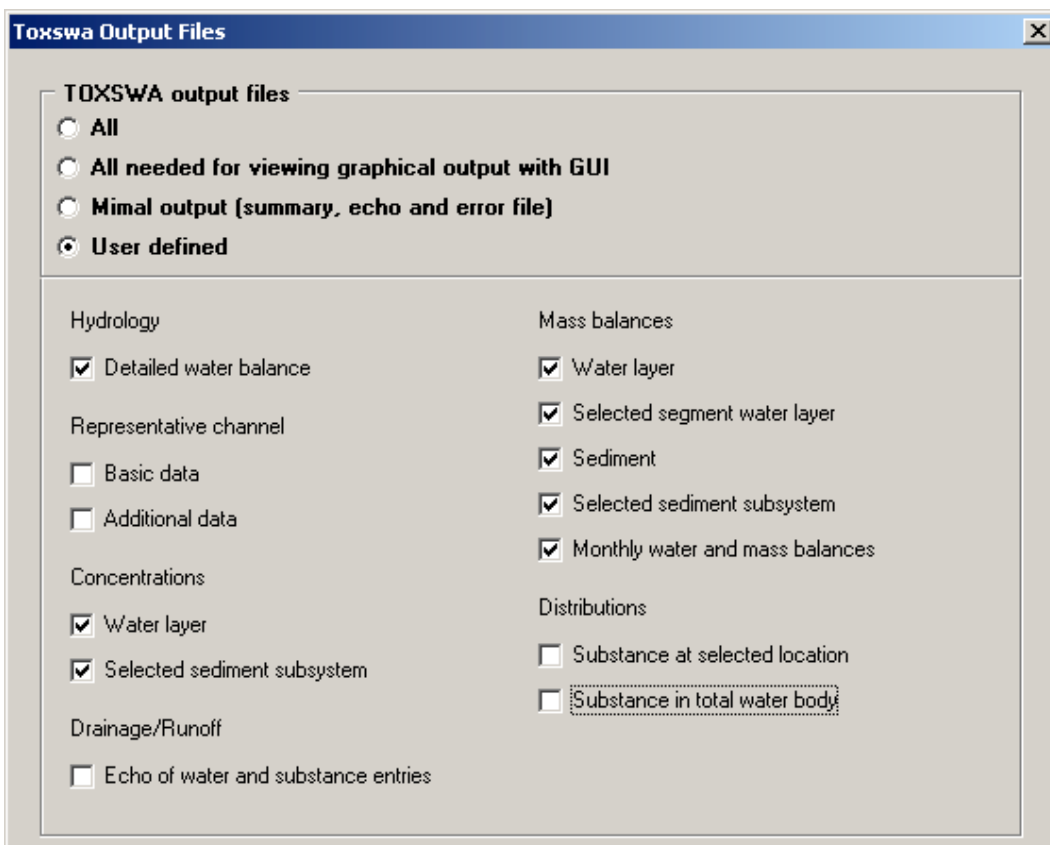 Toxswa Output Files
TOXSWA output files
All
All needed for viewing graphical output with GUI
Mimal output (summary, echo and error file)
User defined
Hydrology
Detailed water balance
Representative channel
Basic data
Additional data
Concentrations
Water layer
Selected sediment subsystem
Drainage/Runoff
Echo of water and substance entries
Mass balances
Water layer
Selected segment water layer
Sediment
Selected sediment subsystem
Monthly water and mass balances
Distributions
Substance at selected location
Substance in total water body